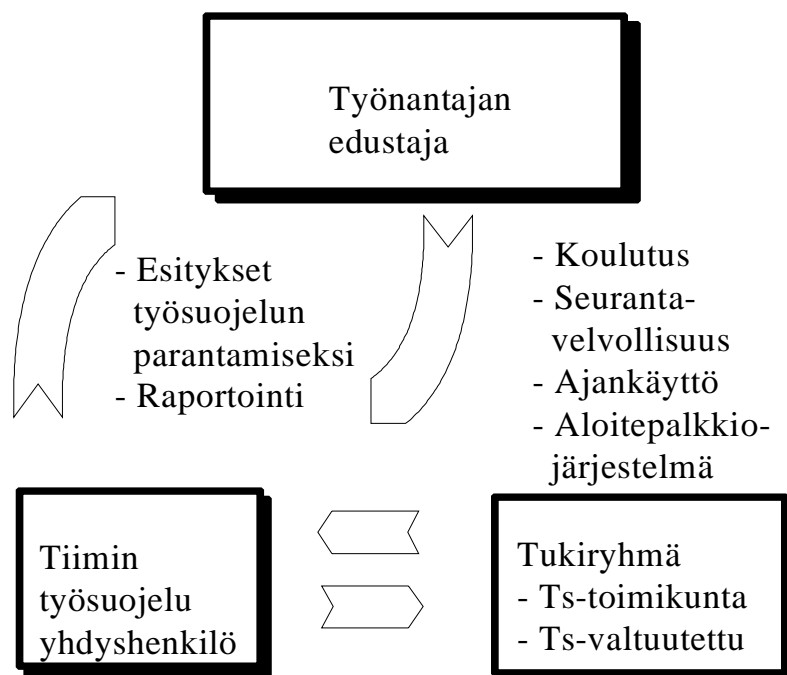 Työnantajan
edustaja
- Esitykset
työsuojelun
parantamiseksi
- Raportointi
- Koulutus
- Seuranta-
velvollisuus
- Ajankäyttö
- Aloitepalkkio-
järjestelmä
Tiimin
työsuojelu
yhdyshenkilö
Tukiryhmä
- Ts-toimikunta
- Ts-valtuutettu